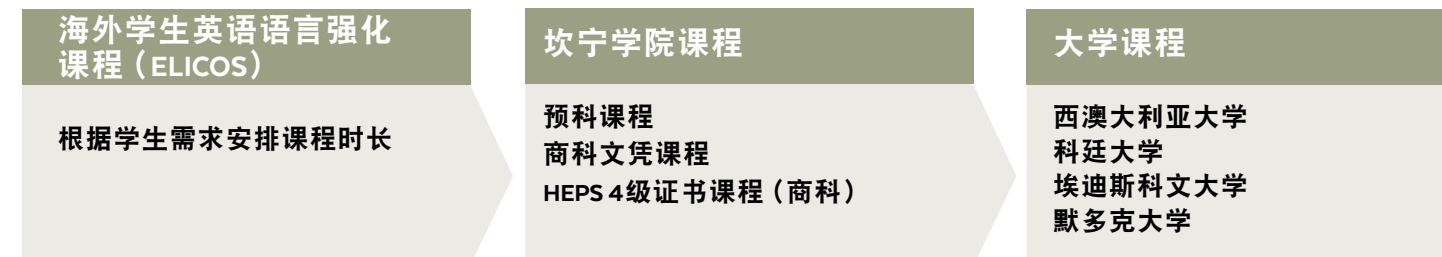 海外学生英语语言强化
课程（ELICOS）
根据学生需求安排课程时长
坎宁学院课程
预科课程
商科文凭课程
HEPS 4级证书课程（商科）
大学课程
西澳大利亚大学
科廷大学
埃迪斯科文大学
默多克大学